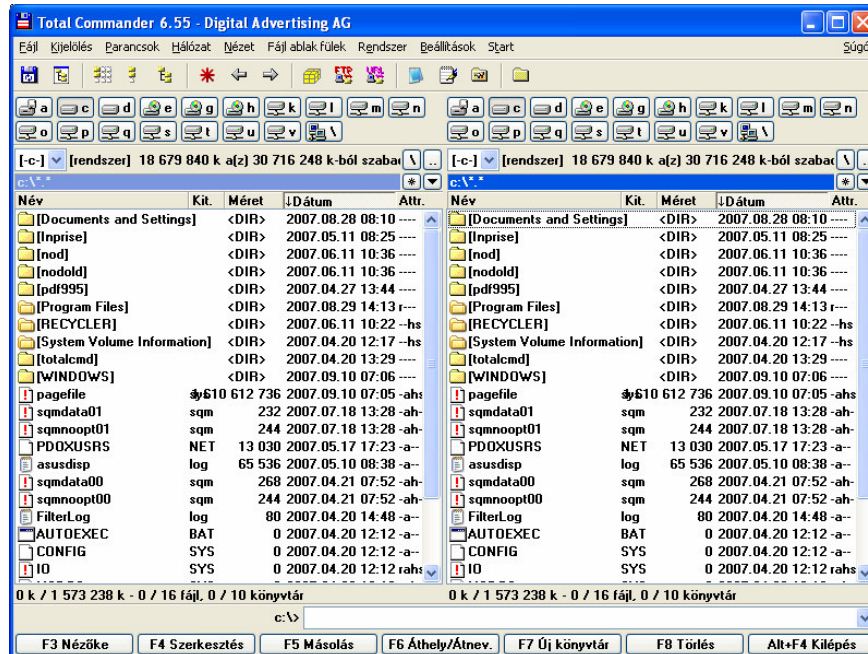 Total Commander 6.55 - Digital Advertising AG
Fájl Kijelölés Parancsok Hálózat Nézet Fájl ablak fülek Rendszer Beállítások Start Súgó
FTP
a c d e g h k l m n
o p q s t u v \
a c d e g h k l m n
o p q s t u v \
[-c-] [rendszer] 18 679 840 k a(z) 30 716 248 k-ból szabad \ ..
[-c-] [rendszer] 18 679 840 k a(z) 30 716 248 k-ból szabad \ ..
c:\*.* *
c:\*.* *
Név Kit. Méret ↓Dátum Attr.
[Documents and Settings] <DIR> 2007.08.28 08:10 ----
[Inprise] <DIR> 2007.05.11 08:25 ----
[nod] <DIR> 2007.06.11 10:36 ----
[nodold] <DIR> 2007.06.11 10:36 ----
[pdf995] <DIR> 2007.04.27 13:44 ----
[Program Files] <DIR> 2007.08.29 14:13 r---
[RECYCLER] <DIR> 2007.06.11 10:22 --hs
[System Volume Information] <DIR> 2007.04.20 12:17 --hs
[totalcmd] <DIR> 2007.04.20 13:29 ----
[WINDOWS] <DIR> 2007.09.10 07:06 ----
pagefile 610 612 736 2007.09.10 07:05 -ahs
sqmdata01 sqm 232 2007.07.18 13:28 -ah-
sqmnoopt01 sqm 244 2007.07.18 13:28 -ah-
PDOXUSRS NET 13 030 2007.05.17 17:23 -a--
asusdisp log 65 536 2007.05.10 08:38 -a--
sqmdata00 sqm 268 2007.04.21 07:52 -ah-
sqmnoopt00 sqm 244 2007.04.21 07:52 -ah-
FilterLog log 80 2007.04.20 14:48 -a--
AUTOEXEC BAT 0 2007.04.20 12:12 -a--
CONFIG SYS 0 2007.04.20 12:12 -a--
IO SYS 0 2007.04.20 12:12 rahs
0 k / 1 573 238 k - 0 / 16 fájl, 0 / 10 könyvtár
Név Kit. Méret ↓Dátum Attr.
[Documents and Settings] <DIR> 2007.08.28 08:10 ----
[Inprise] <DIR> 2007.05.11 08:25 ----
[nod] <DIR> 2007.06.11 10:36 ----
[nodold] <DIR> 2007.06.11 10:36 ----
[pdf995] <DIR> 2007.04.27 13:44 ----
[Program Files] <DIR> 2007.08.29 14:13 r---
[RECYCLER] <DIR> 2007.06.11 10:22 --hs
[System Volume Information] <DIR> 2007.04.20 12:17 --hs
[totalcmd] <DIR> 2007.04.20 13:29 ----
[WINDOWS] <DIR> 2007.09.10 07:06 ----
pagefile 610 612 736 2007.09.10 07:05 -ahs
sqmdata01 sqm 232 2007.07.18 13:28 -ah-
sqmnoopt01 sqm 244 2007.07.18 13:28 -ah-
PDOXUSRS NET 13 030 2007.05.17 17:23 -a--
asusdisp log 65 536 2007.05.10 08:38 -a--
sqmdata00 sqm 268 2007.04.21 07:52 -ah-
sqmnoopt00 sqm 244 2007.04.21 07:52 -ah-
FilterLog log 80 2007.04.20 14:48 -a--
AUTOEXEC BAT 0 2007.04.20 12:12 -a--
CONFIG SYS 0 2007.04.20 12:12 -a--
IO SYS 0 2007.04.20 12:12 rahs
0 k / 1 573 238 k - 0 / 16 fájl, 0 / 10 könyvtár
c:\>
F3 Nézőke F4 Szerkesztés F5 Másolás F6 Áthely/Átnev. F7 Új könyvtár F8 Törlés Alt+F4 Kilépés